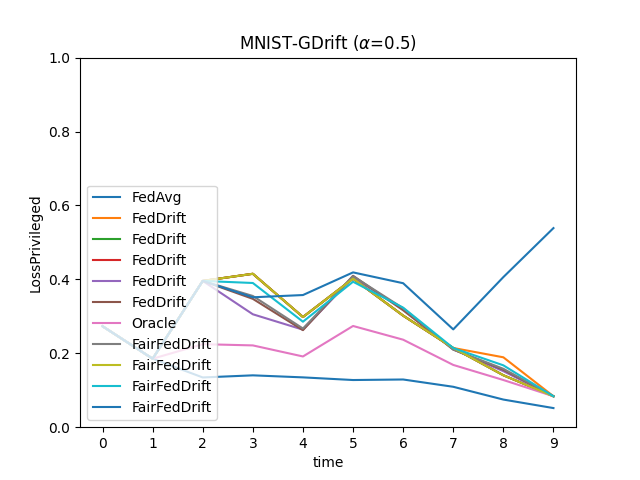 MNIST-GDrift (α=0.5)
1.0
0.8
0.6
0.4
0.2
0.0
LossPrivileged
FedAvg
FedDrift
FedDrift
FedDrift
FedDrift
FedDrift
Oracle
FairFedDrift
FairFedDrift
FairFedDrift
FairFedDrift
0 1 2 3 4 5 6 7 8 9
time